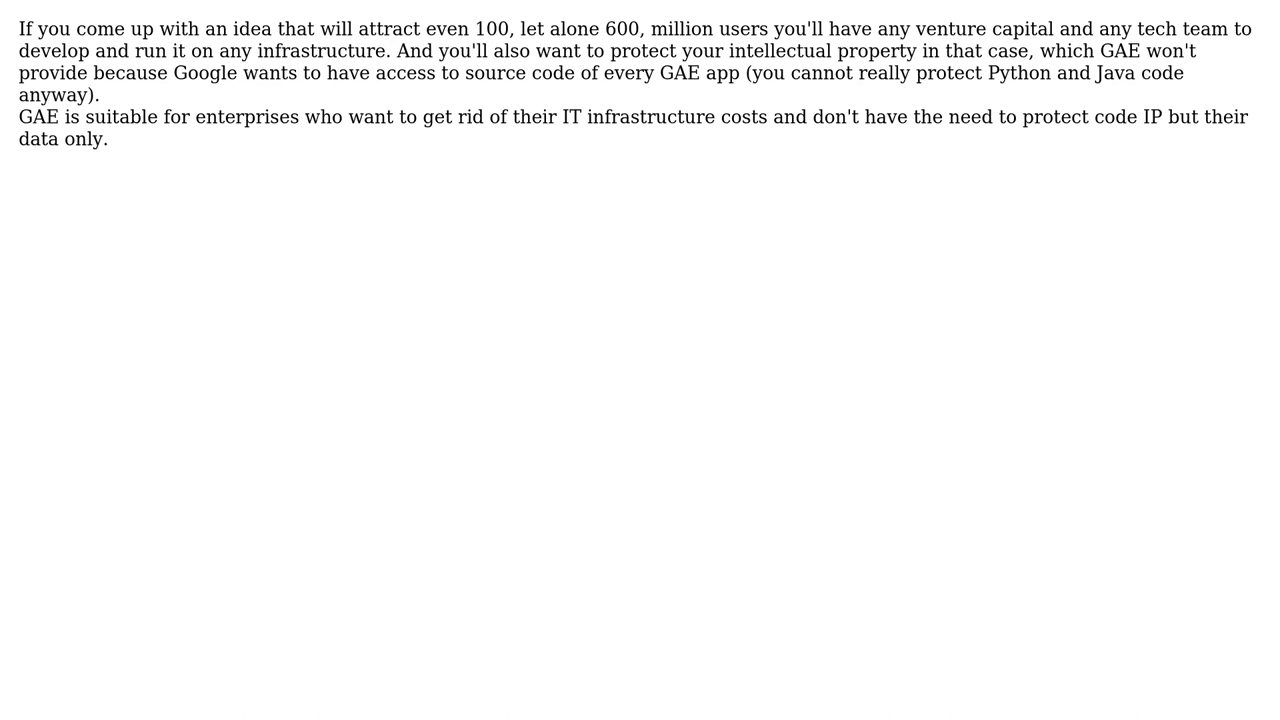 If you come up with an idea that will attract even 100, let alone 600, million users you'll have any venture capital and any tech team to
develop and run it on any infrastructure. And you'll also want to protect your intellectual property in that case, which GAE won't
provide because Google wants to have access to source code of every GAE app (you cannot really protect Python and Java code
anyway).
GAE is suitable for enterprises who want to get rid of their IT infrastructure costs and don't have the need to protect code IP but their
data only.